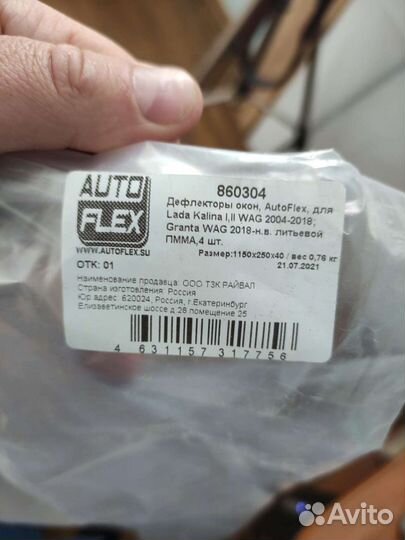 AUTO
FLEX
WWW.AUTOFLEX.SU
860304
Дефлекторы окон, AutoFlex, для
Lada Kalina I,II WAG 2004-2018;
Granta WAG 2018-н.в. литьевой
ПММА,4 шт.
Размер:1150x250x40 / вес 0,76 кг
21.07.2021
ОТК: 01
Наименование продавца: ООО ТЗК РАЙВАЛ
Страна изготовления: Россия
Юр адрес: 620024, Россия, г.Екатеринбург
Елизаветинское шоссе д.28 помещение 25
4 631157 317756
Avito